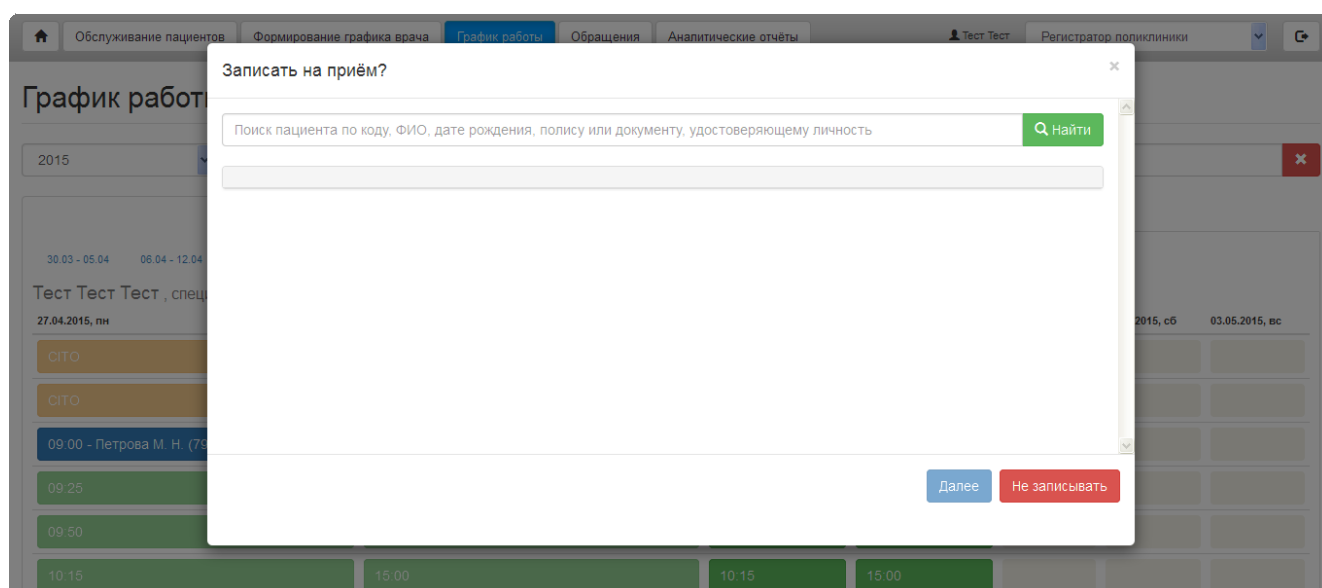 Обслуживание пациентов Формирование графика врача График работы Обращения Аналитические отчёты Тест Тест Регистратор поликлиники
Записать на приём? ×
График работ
Поиск пациента по коду, ФИО, дате рождения, полису или документу, удостоверяющему личность Найти
2015
30.03 - 05.04 06.04 - 12.04
Тест Тест Тест , спец
27.04.2015, пн 2015, сб 03.05.2015, вс
CITO
CITO
09:00 - Петрова М. Н. (79
09:25
Далее Не записывать
09:50
10:15 15:00 10:15 15:00